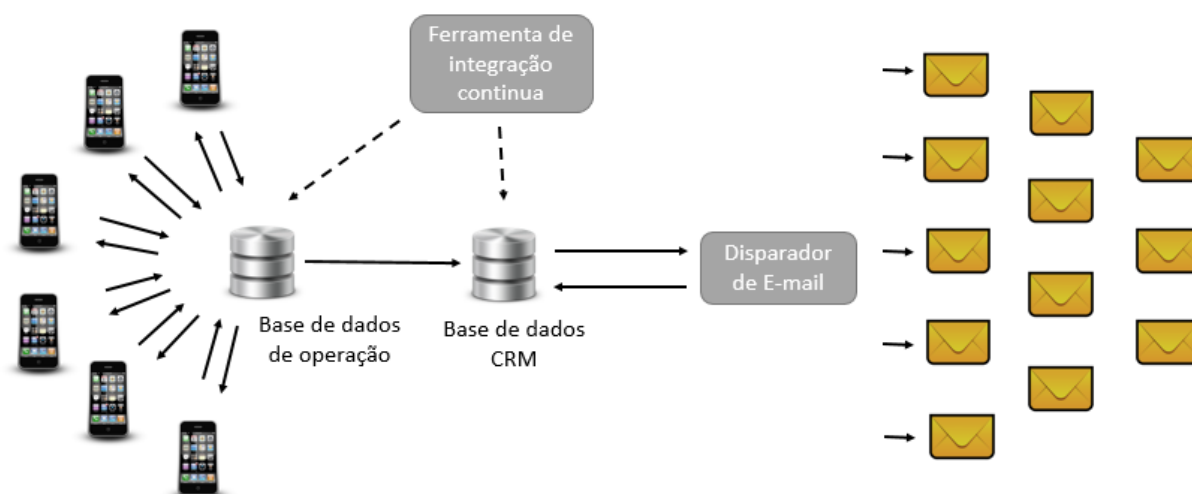 Ferramenta de
integração
continua
Disparador
de E-mail
Base de dados
de operação
Base de dados
CRM